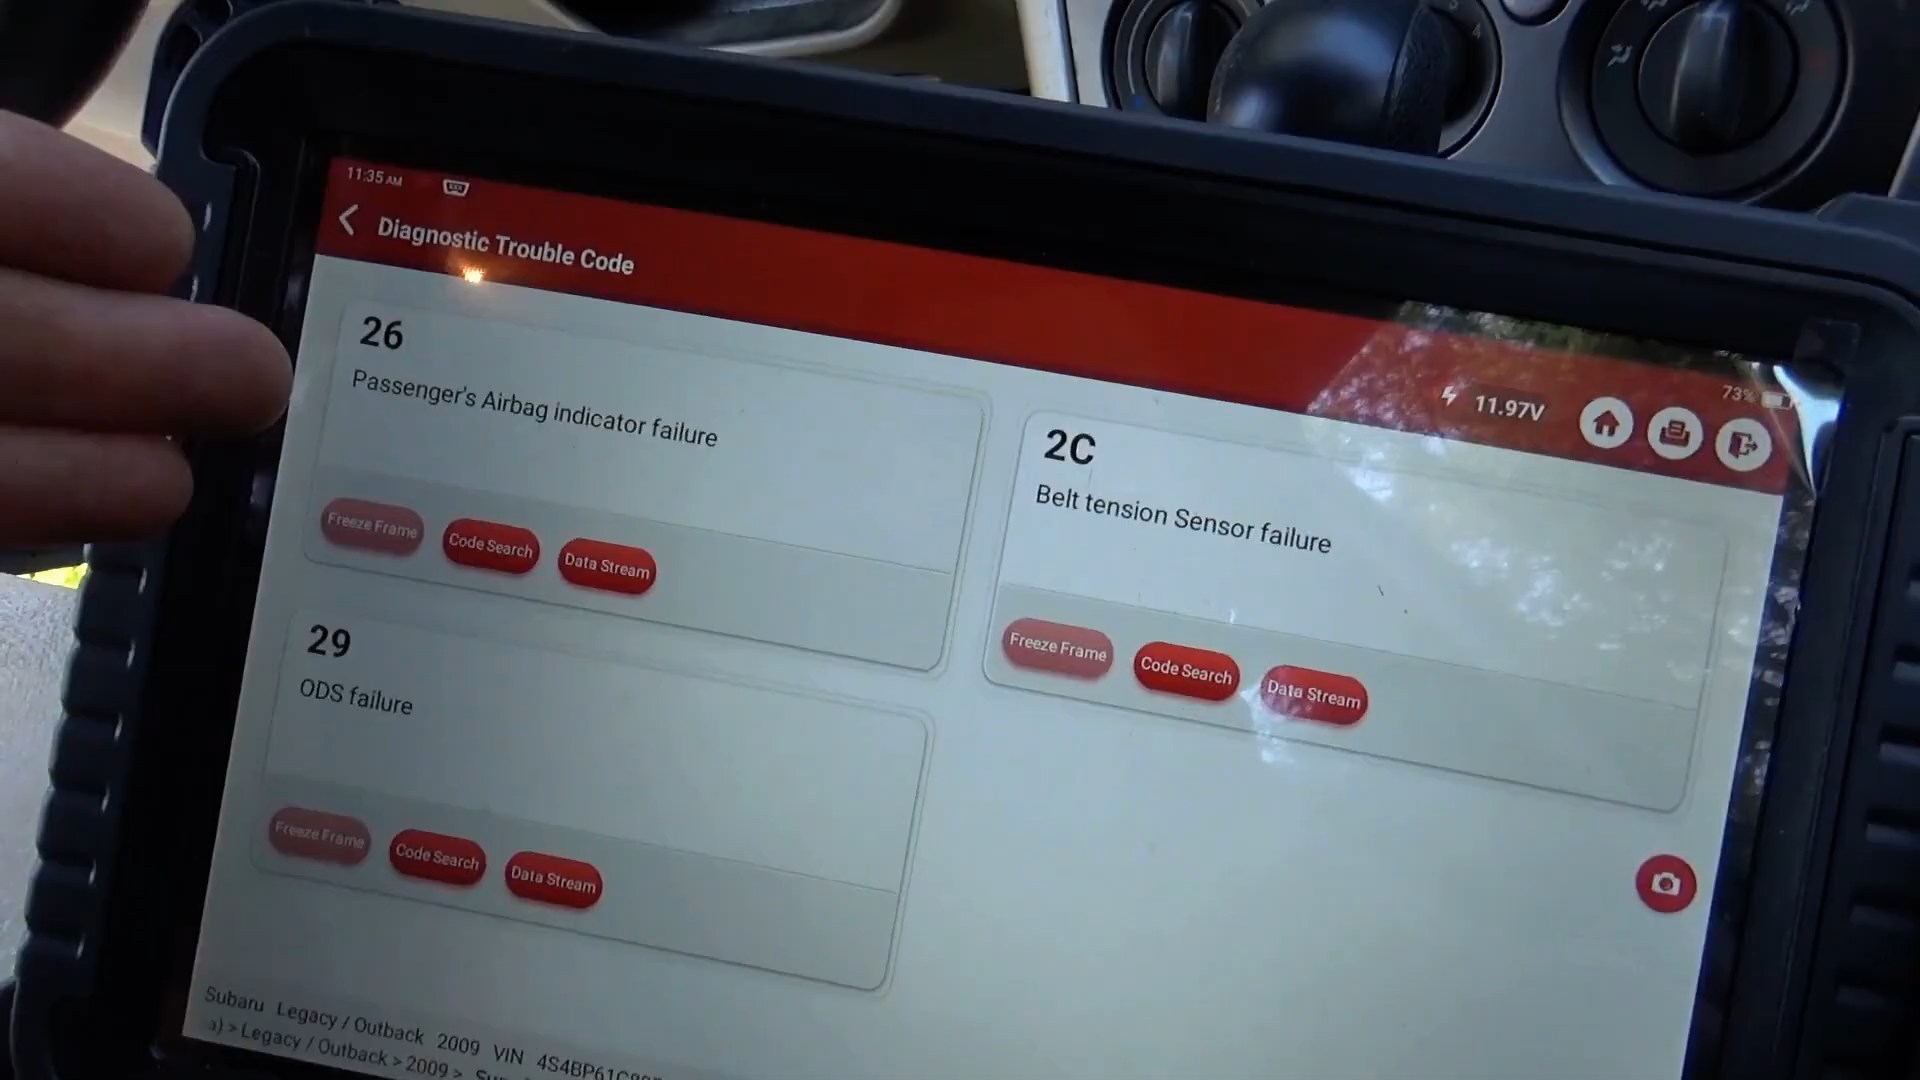 11:35 AM
Diagnostic Trouble Code
73%
11.97V
26
Passenger's Airbag indicator failure
Freeze Frame
Code Search
Data Stream
2C
Belt tension Sensor failure
Freeze Frame
Code Search
Data Stream
29
ODS failure
Freeze Frame
Code Search
Data Stream
Subaru Legacy / Outback 2009 VIN
> Legacy / Outback > 2009 >
4